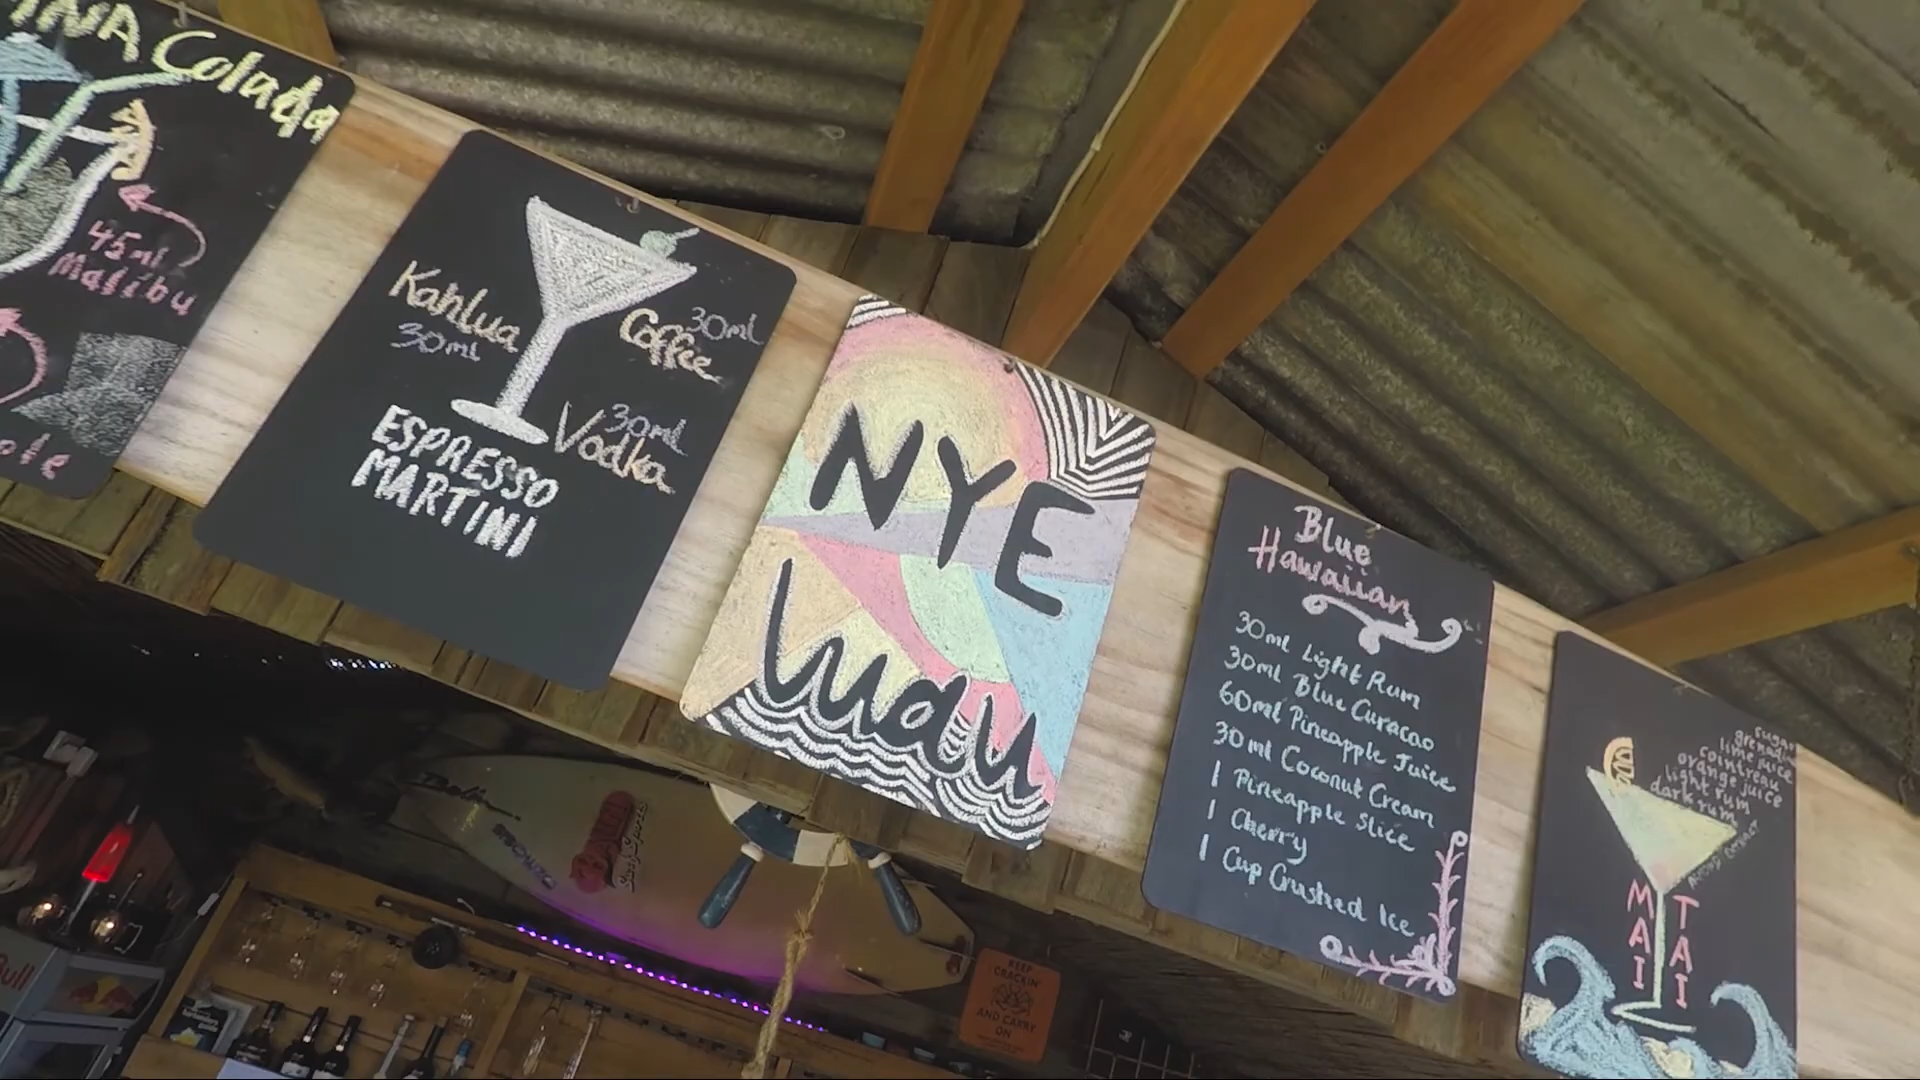 Colada
45ml
Malibu
Kahlua
30ml
30ml
Coffee
30ml
Vodka
ESPRESSO
MARTINI
NYE
Luau
Blue
Hawaiian
30ml Light Rum
30ml Blue Curacao
60ml Pineapple Juice
30ml Coconut Cream
1 Pineapple Slice
1 Cherry
1 Cup Crushed Ice
sugar
lime juice
cointreau
orange juice
light rum
dark rum
MAI
TAI
Bull
BALI
KEEP
CRACKIN'
AND CARRY
ON